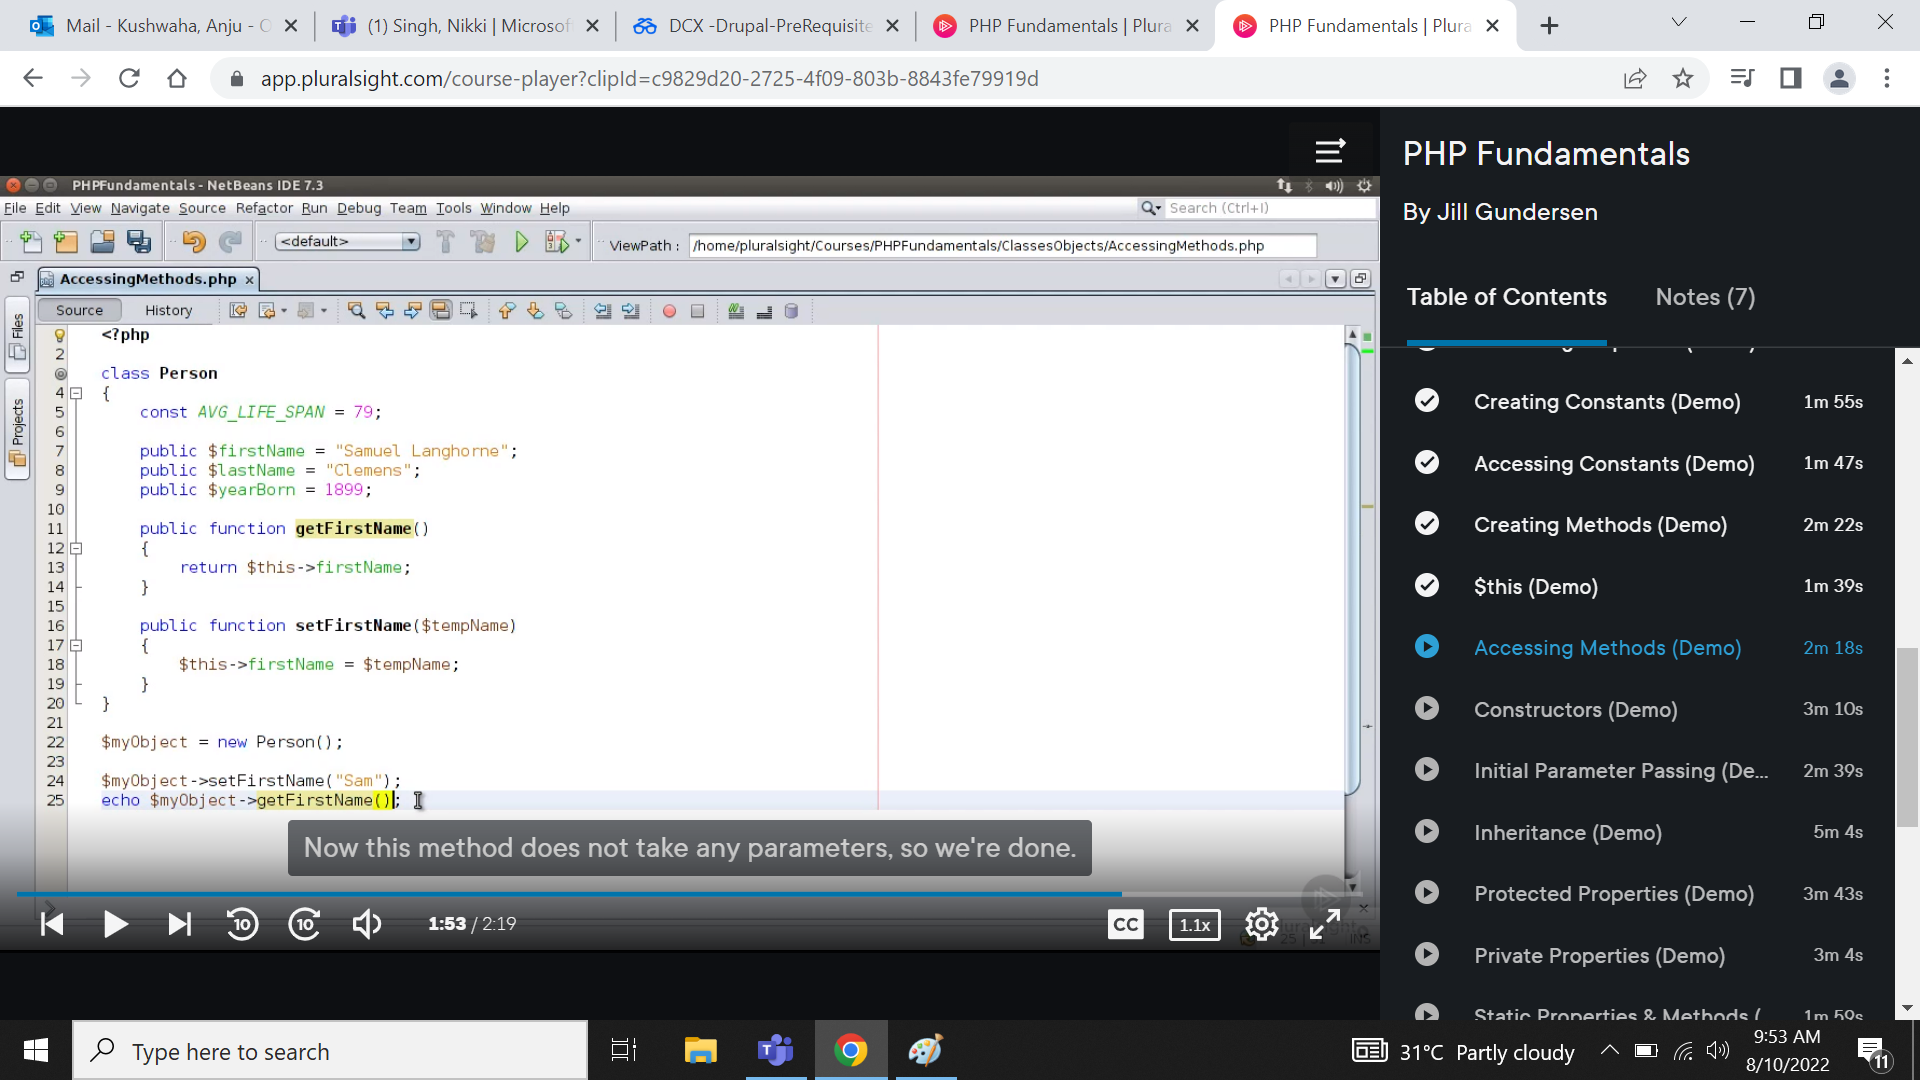 Mail - Kushwaha, Anju - O
(1) Singh, Nikki | Microsof
DCX -Drupal-PreRequisite
PHP Fundamentals | Plura
PHP Fundamentals | Plura
app.pluralsight.com/course-player?clipId=c9829d20-2725-4f09-803b-8843fe79919d
PHPFundamentals - NetBeans IDE 7.3
File Edit View Navigate Source Refactor Run Debug Team Tools Window Help
Search (Ctrl+I)
<default>
ViewPath : /home/pluralsight/Courses/PHPFundamentals/ClassesObjects/AccessingMethods.php
AccessingMethods.php
Source History
Files
Projects
<?php
2
class Person
4 {
5 const AVG_LIFE_SPAN = 79;
6
7 public $firstName = "Samuel Langhorne";
8 public $lastName = "Clemens";
9 public $yearBorn = 1899;
10
11 public function getFirstName()
12 {
13 return $this->firstName;
14 }
15
16 public function setFirstName($tempName)
17 {
18 $this->firstName = $tempName;
19 }
20 }
21
22 $myObject = new Person();
23
24 $myObject->setFirstName("Sam");
25 echo $myObject->getFirstName();
Now this method does not take any parameters, so we're done.
10
10
1:53 / 2:19
CC
1.1x
INS
PHP Fundamentals
By Jill Gundersen
Table of Contents
Notes (7)
Creating Constants (Demo) 1m 55s
Accessing Constants (Demo) 1m 47s
Creating Methods (Demo) 2m 22s
$this (Demo) 1m 39s
Accessing Methods (Demo) 2m 18s
Constructors (Demo) 3m 10s
Initial Parameter Passing (De... 2m 39s
Inheritance (Demo) 5m 4s
Protected Properties (Demo) 3m 43s
Private Properties (Demo) 3m 4s
Static Properties & Methods ( 1m 59s
Type here to search
31°C Partly cloudy
9:53 AM
8/10/2022
11